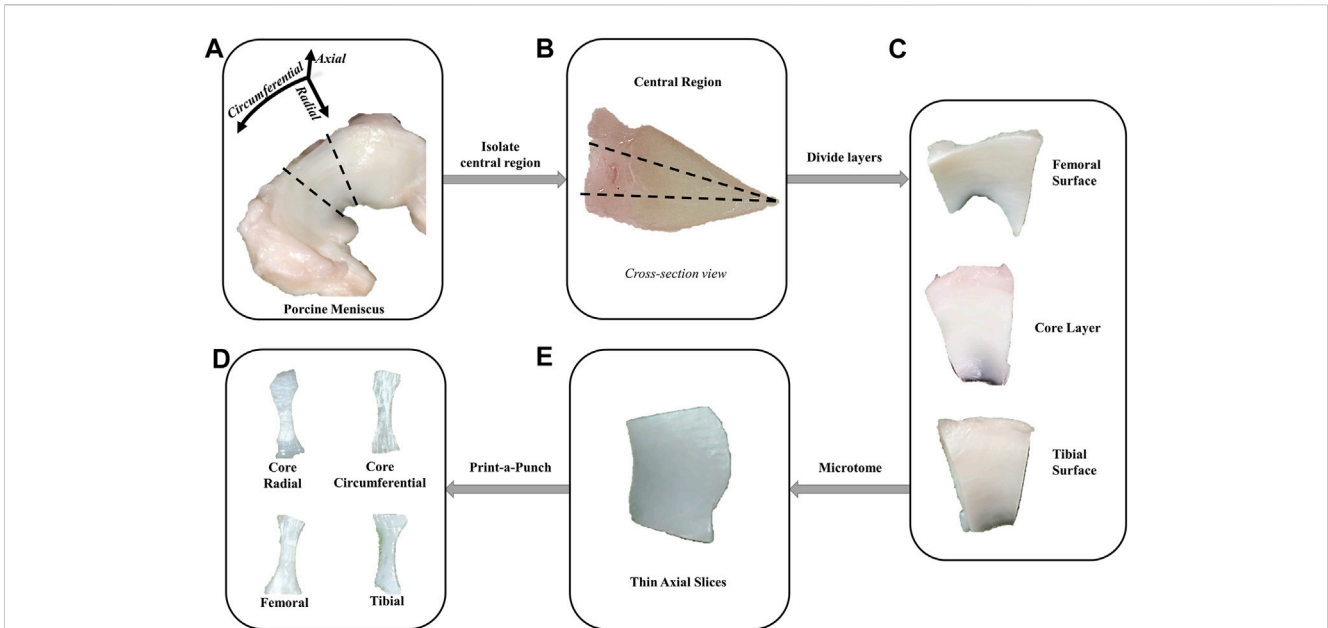 A
Axial
Circumferential
Radial
Porcine Meniscus
Isolate
central region
B
Central Region
Cross-section view
Divide layers
C
Femoral
Surface
Core Layer
Tibial
Surface
Microtome
E
Thin Axial Slices
Print-a-Punch
D
Core
Radial
Core
Circumferential
Femoral
Tibial